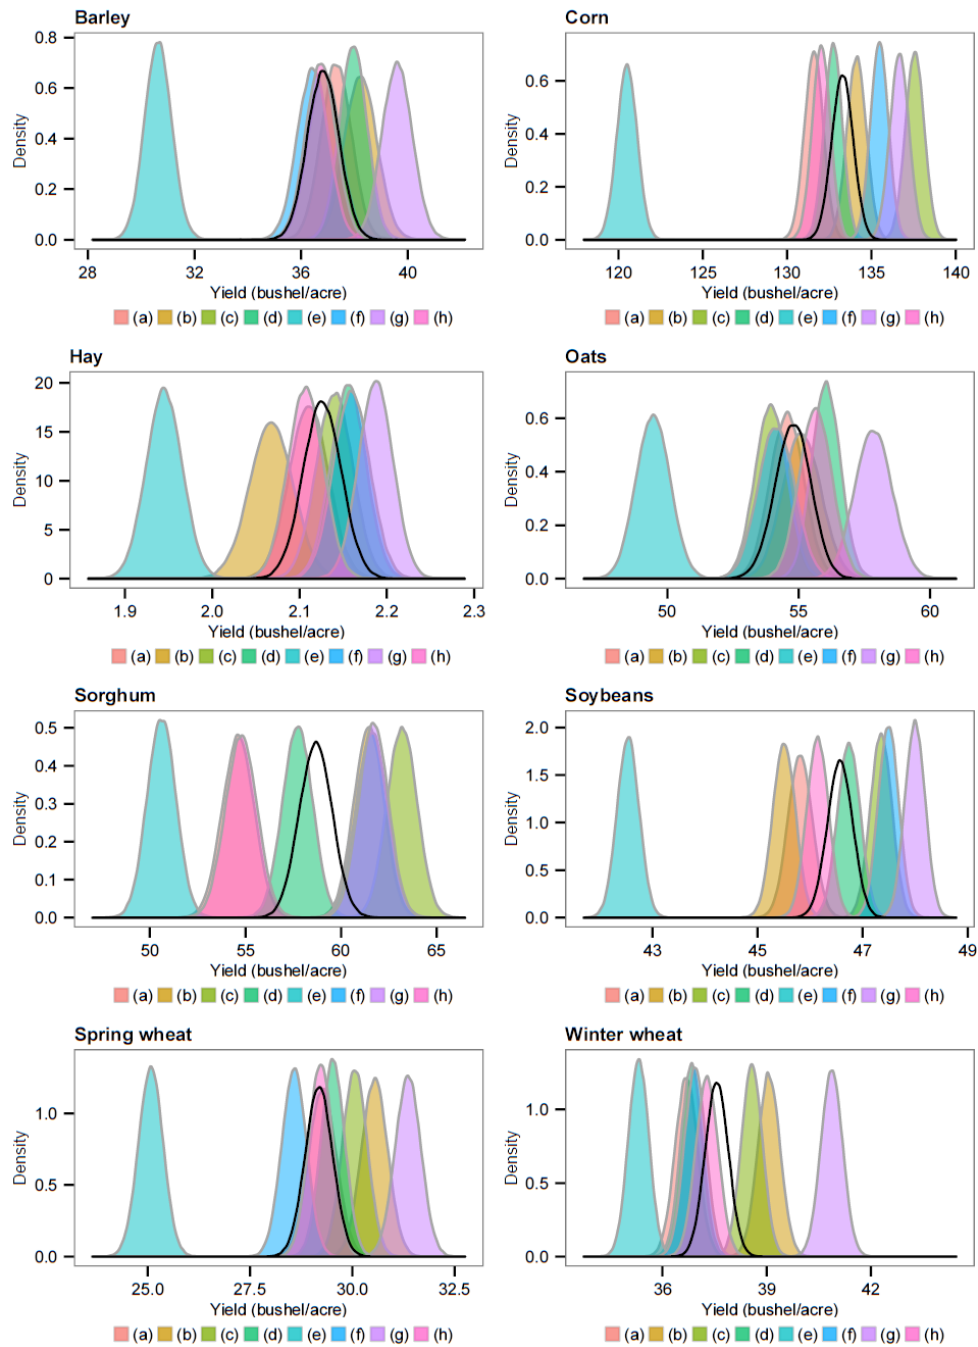 Barley
Corn
0.8
0.6
0.4
0.2
0.0
Density
28 32 36 40
Yield (bushel/acre)
(a) (b) (c) (d) (e) (f) (g) (h)
0.6
0.4
0.2
0.0
Density
120 125 130 135 140
Yield (bushel/acre)
(a) (b) (c) (d) (e) (f) (g) (h)
Hay
Oats
20
15
10
5
0
Density
1.9 2.0 2.1 2.2 2.3
Yield (bushel/acre)
(a) (b) (c) (d) (e) (f) (g) (h)
0.6
0.4
0.2
0.0
Density
50 55 60
Yield (bushel/acre)
(a) (b) (c) (d) (e) (f) (g) (h)
Sorghum
Soybeans
0.5
0.4
0.3
0.2
0.1
0.0
Density
50 55 60 65
Yield (bushel/acre)
(a) (b) (c) (d) (e) (f) (g) (h)
2.0
1.5
1.0
0.5
0.0
Density
43 45 47 49
Yield (bushel/acre)
(a) (b) (c) (d) (e) (f) (g) (h)
Spring wheat
Winter wheat
1.0
0.5
0.0
Density
25.0 27.5 30.0 32.5
Yield (bushel/acre)
(a) (b) (c) (d) (e) (f) (g) (h)
1.0
0.5
0.0
Density
36 39 42
Yield (bushel/acre)
(a) (b) (c) (d) (e) (f) (g) (h)